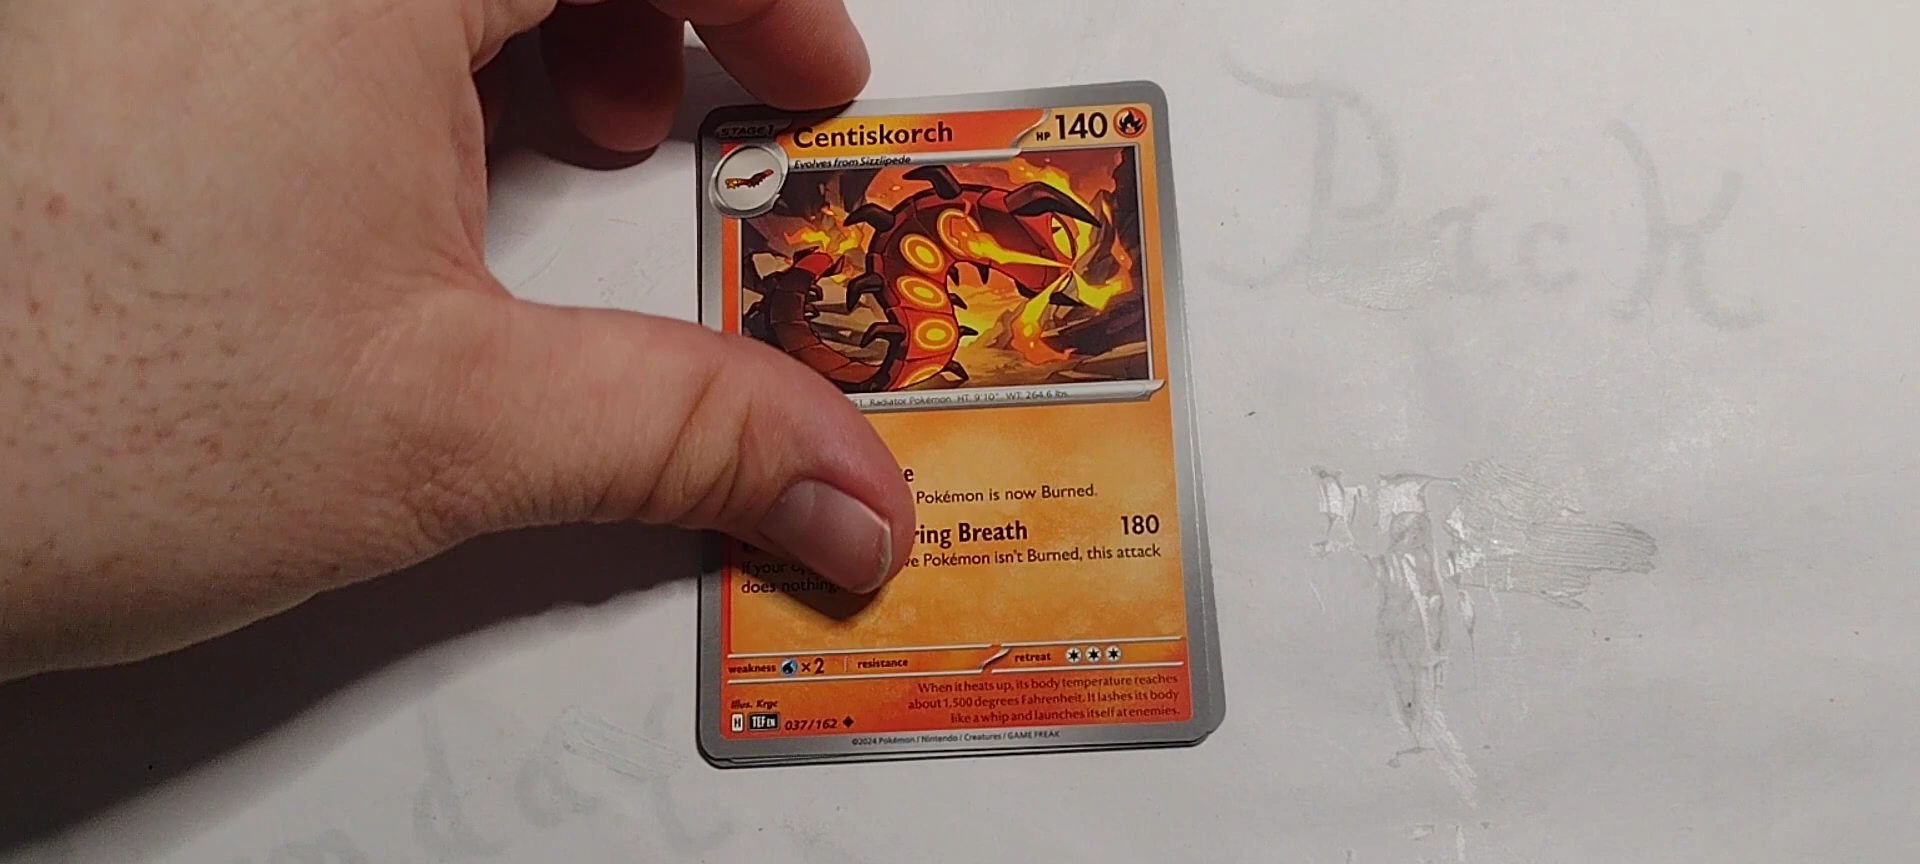 STAGE 1 Centiskorch HP 140
Evolves from Sizzlipede
Radiator Pokémon HT. 9'10" WT. 264.6 lbs.
Pokémon is now Burned.
Breath 180
If your Pokémon isn't Burned, this attack
does nothing.
weakness ×2 resistance retreat
When it heats up, its body temperature reaches
about 1,500 degrees Fahrenheit. It lashes its body
like a whip and launches itself at enemies.
Illus. Krgc
H TEF EN 037/162
©2024 Pokémon / Nintendo / Creatures / GAME FREAK
Pack